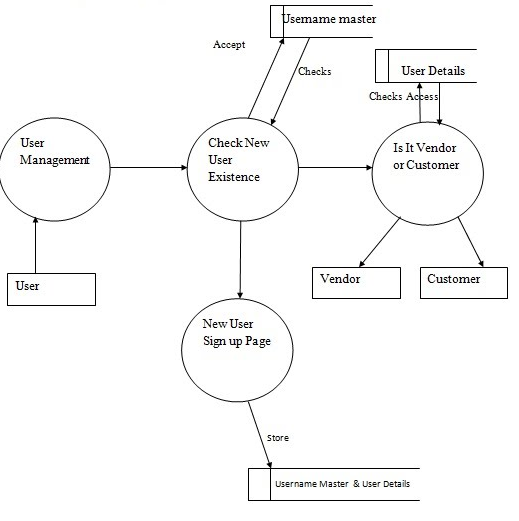 Username master
Accept
Checks
User Details
Checks Access
User
Management
Check New
User
Existence
Is It Vendor
or Customer
User
Vendor
Customer
New User
Sign up Page
Store
Username Master & User Details